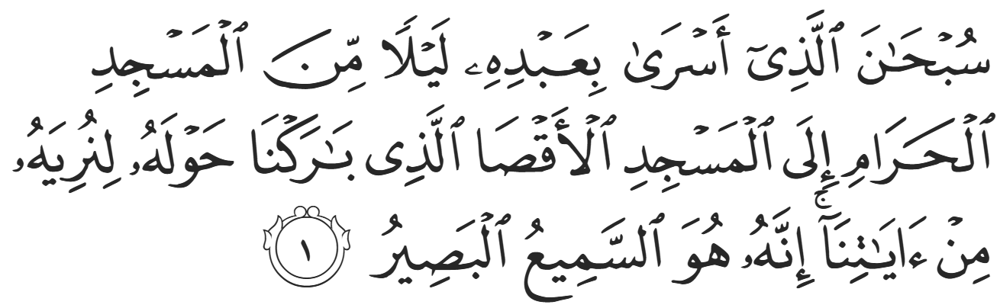 سُبْحَـٰنَ ٱلَّذِىٓ أَسْرَىٰ بِعَبْدِهِۦ لَيْلًا مِّنَ ٱلْمَسْجِدِ
ٱلْحَرَامِ إِلَى ٱلْمَسْجِدِ ٱلْأَقْصَا ٱلَّذِى بَـٰرَكْنَا حَوْلَهُۥ لِنُرِيَهُۥ
مِنْ ءَايَـٰتِنَآ ۚ إِنَّهُۥ هُوَ ٱلسَّمِيعُ ٱلْبَصِيرُ ١